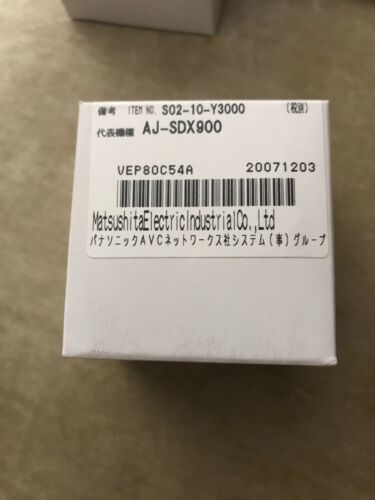 備考 ITEM NO. S02-10-Y3000 (税別)
代表機種 AJ-SDX900
VEP80C54A 20071203
MatsushitaElectricIndustrialCo.,Ltd
パナソニックAVCネットワークス社システム(事)グループ